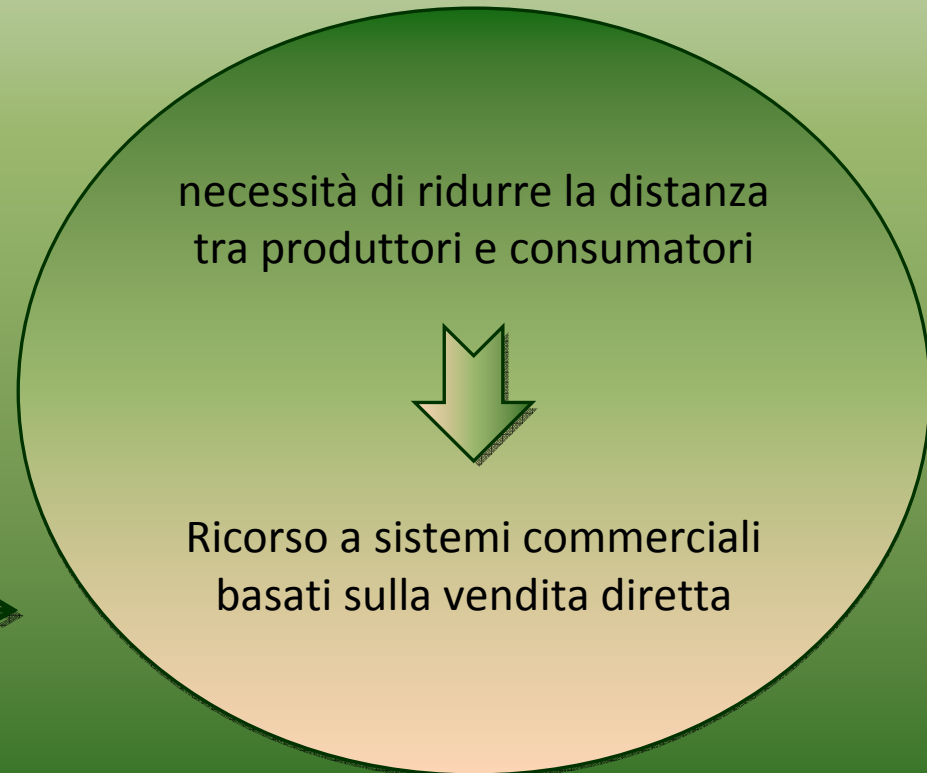 necessità di ridurre la distanza
tra produttori e consumatori
Ricorso a sistemi commerciali
basati sulla vendita diretta